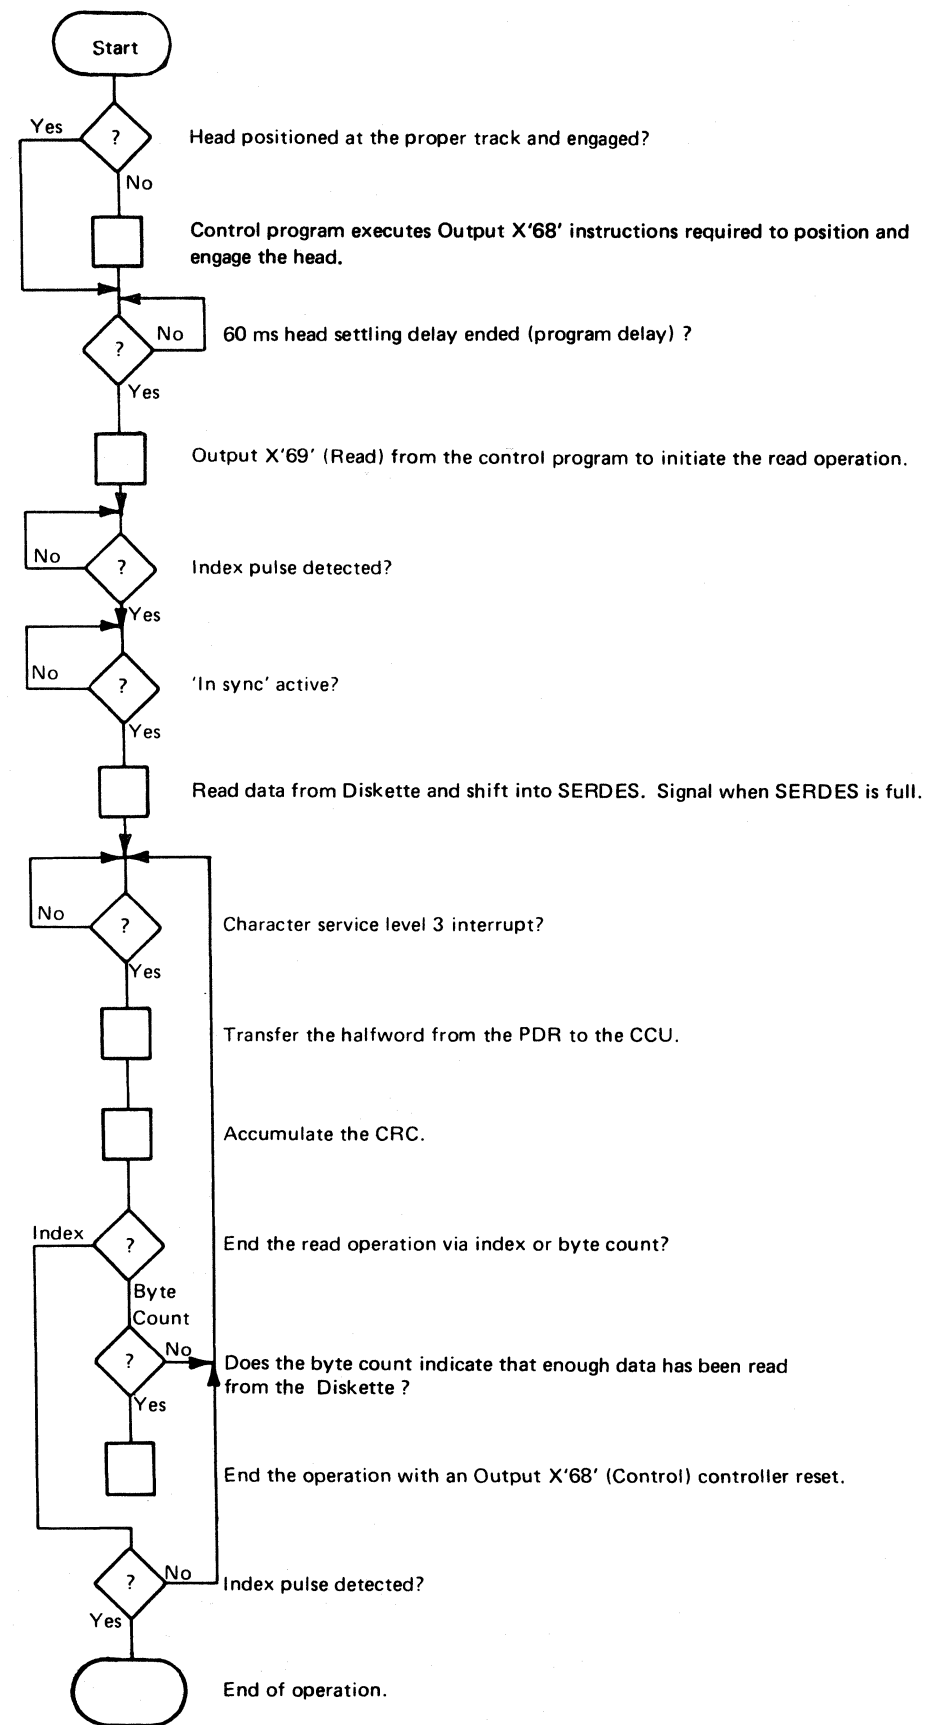 Start
Yes
?
Head positioned at the proper track and engaged?
No
Control program executes Output X'68' instructions required to position and
engage the head.
No
60 ms head settling delay ended (program delay) ?
?
Yes
Output X'69' (Read) from the control program to initiate the read operation.
No
?
Index pulse detected?
Yes
No
?
'In sync' active?
Yes
Read data from Diskette and shift into SERDES. Signal when SERDES is full.
No
?
Character service level 3 interrupt?
Yes
Transfer the halfword from the PDR to the CCU.
Accumulate the CRC.
Index
?
End the read operation via index or byte count?
Byte
Count
No
?
Does the byte count indicate that enough data has been read
from the Diskette ?
Yes
End the operation with an Output X'68' (Control) controller reset.
No
?
Index pulse detected?
Yes
End of operation.